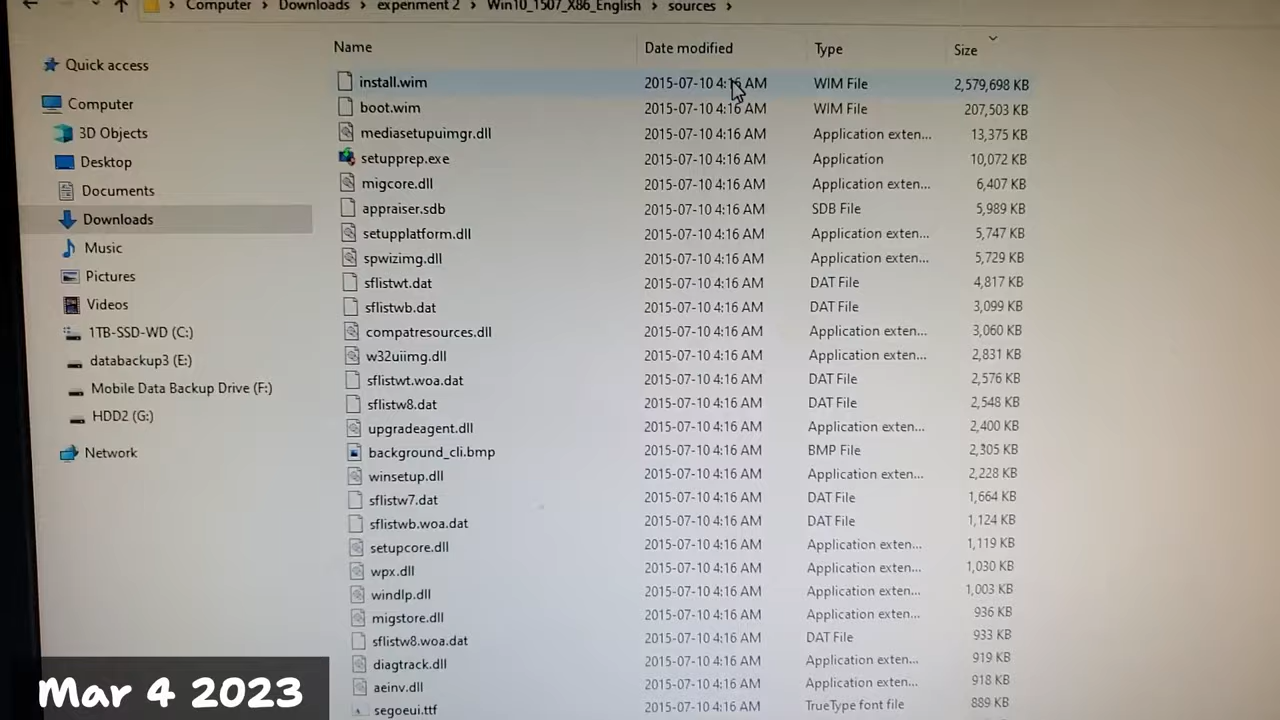 Computer > Downloads > experiment 2 > Win10_1507_X86_English > sources >
Name Date modified Type Size
Quick access
Computer
3D Objects
Desktop
Documents
Downloads
Music
Pictures
Videos
1TB-SSD-WD (C:)
databackup3 (E:)
Mobile Data Backup Drive (F:)
HDD2 (G:)
Network
install.wim 2015-07-10 4:16 AM WIM File 2,579,698 KB
boot.wim 2015-07-10 4:16 AM WIM File 207,503 KB
mediasetupuimgr.dll 2015-07-10 4:16 AM Application exten... 13,375 KB
setupprep.exe 2015-07-10 4:16 AM Application 10,072 KB
migcore.dll 2015-07-10 4:16 AM Application exten... 6,407 KB
appraiser.sdb 2015-07-10 4:16 AM SDB File 5,989 KB
setupplatform.dll 2015-07-10 4:16 AM Application exten... 5,747 KB
spwizimg.dll 2015-07-10 4:16 AM Application exten... 5,729 KB
sflistwt.dat 2015-07-10 4:16 AM DAT File 4,817 KB
sflistwb.dat 2015-07-10 4:16 AM DAT File 3,099 KB
compatresources.dll 2015-07-10 4:16 AM Application exten... 3,060 KB
w32uiimg.dll 2015-07-10 4:16 AM Application exten... 2,831 KB
sflistwt.woa.dat 2015-07-10 4:16 AM DAT File 2,576 KB
sflistw8.dat 2015-07-10 4:16 AM DAT File 2,548 KB
upgradeagent.dll 2015-07-10 4:16 AM Application exten... 2,400 KB
background_cli.bmp 2015-07-10 4:16 AM BMP File 2,305 KB
winsetup.dll 2015-07-10 4:16 AM Application exten... 2,228 KB
sflistw7.dat 2015-07-10 4:16 AM DAT File 1,664 KB
sflistwb.woa.dat 2015-07-10 4:16 AM DAT File 1,124 KB
setupcore.dll 2015-07-10 4:16 AM Application exten... 1,119 KB
wpx.dll 2015-07-10 4:16 AM Application exten... 1,030 KB
windlp.dll 2015-07-10 4:16 AM Application exten... 1,003 KB
migstore.dll 2015-07-10 4:16 AM Application exten... 936 KB
sflistw8.woa.dat 2015-07-10 4:16 AM DAT File 933 KB
diagtrack.dll 2015-07-10 4:16 AM Application exten... 919 KB
aeinv.dll 2015-07-10 4:16 AM Application exten... 918 KB
segoeui.ttf 2015-07-10 4:16 AM TrueType font file 889 KB
Mar 4 2023